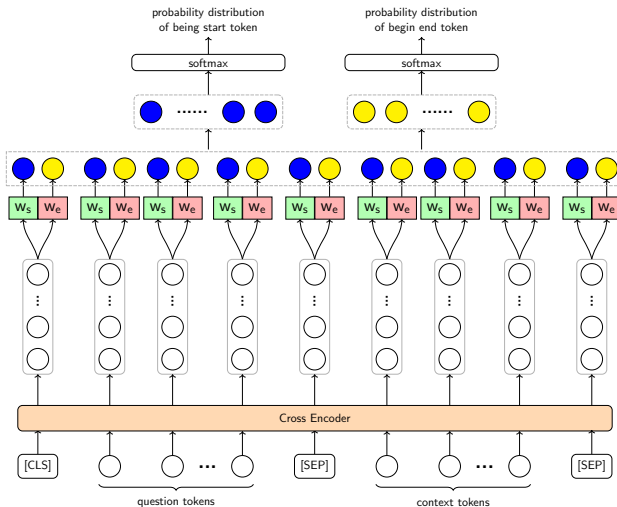 probability distribution
of being start token
probability distribution
of begin end token
softmax
softmax
......
......
Ws We Ws We Ws We Ws We Ws We Ws We Ws We Ws We Ws We
... ... ... ... ... ... ... ... ...
Cross Encoder
[CLS] ... [SEP] ... [SEP]
question tokens
context tokens